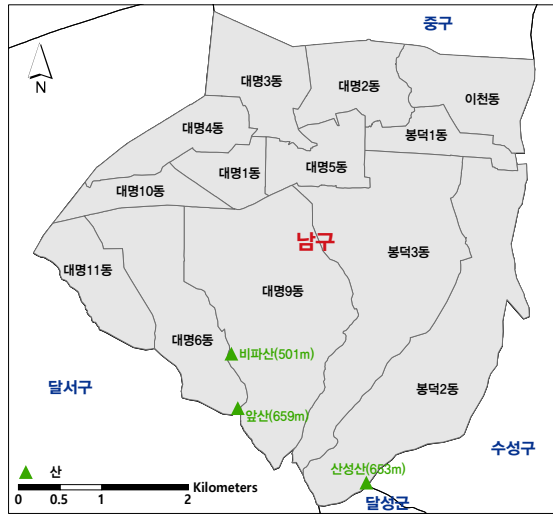 중구
N
대명3동
대명2동
이천동
대명4동
봉덕1동
대명1동
대명5동
대명10동
남구
봉덕3동
대명11동
대명9동
대명6동
비파산(501m)
달서구
봉덕2동
앞산(659m)
수성구
산성산(653m)
산
달성군
Kilometers
0 0.5 1 2